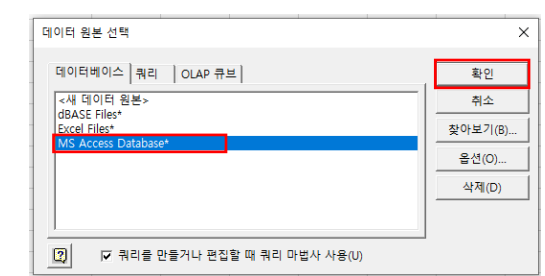 데이터 원본 선택
데이터베이스 쿼리 OLAP 큐브
<새 데이터 원본>
dBASE Files*
Excel Files*
MS Access Database*
확인
취소
찾아보기(B)...
옵션(O)...
삭제(D)
쿼리를 만들거나 편집할 때 쿼리 마법사 사용(U)